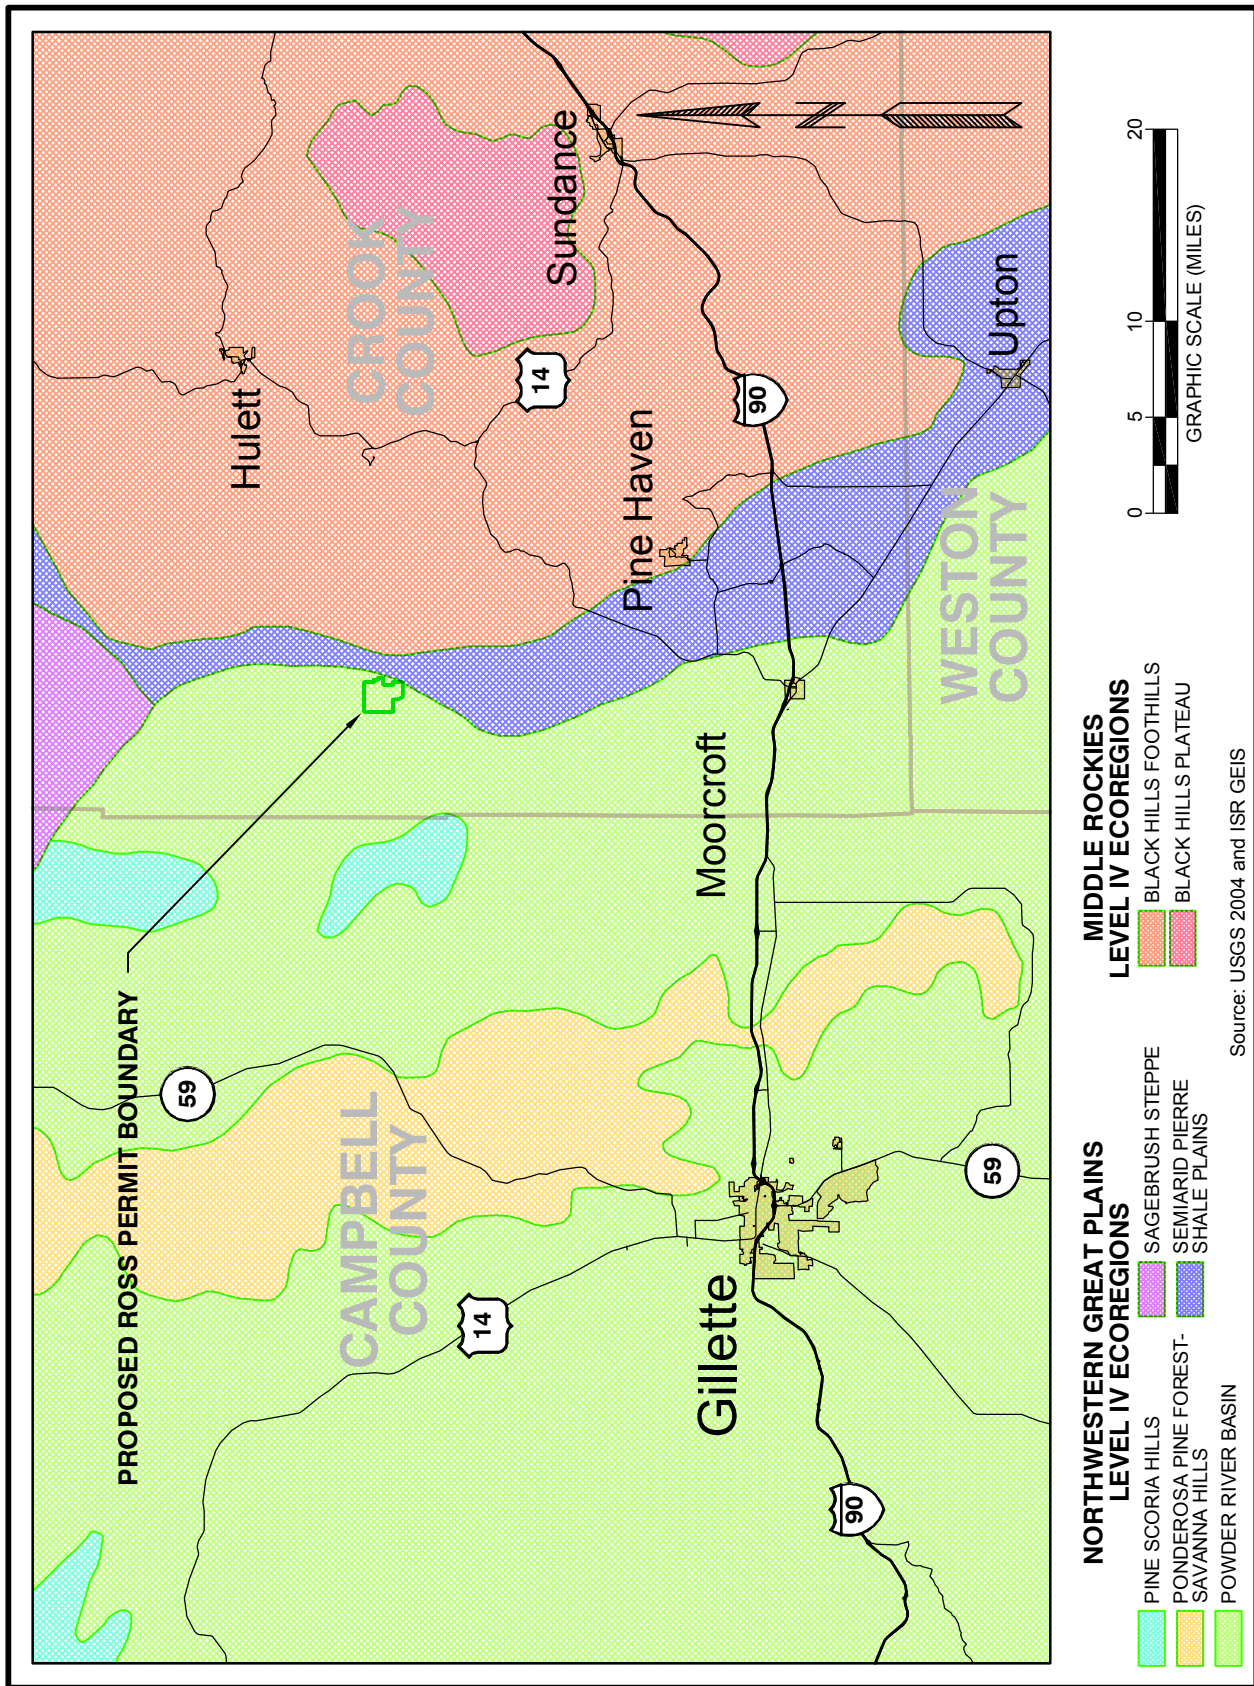 PROPOSED ROSS PERMIT BOUNDARY
59
CAMPBELL
COUNTY
14
Gillette
90
59
Moorcroft
Hulett
CROOK
COUNTY
14
Sundance
Pine Haven
90
WESTON
COUNTY
Upton
N
NORTHWESTERN GREAT PLAINS
LEVEL IV ECOREGIONS
PINE SCORIA HILLS
PONDEROSA PINE FOREST-
SAVANNA HILLS
POWDER RIVER BASIN
SAGEBRUSH STEPPE
SEMIARID PIERRE
SHALE PLAINS
MIDDLE ROCKIES
LEVEL IV ECOREGIONS
BLACK HILLS FOOTHILLS
BLACK HILLS PLATEAU
0 5 10 20
GRAPHIC SCALE (MILES)
Source: USGS 2004 and ISR GEIS